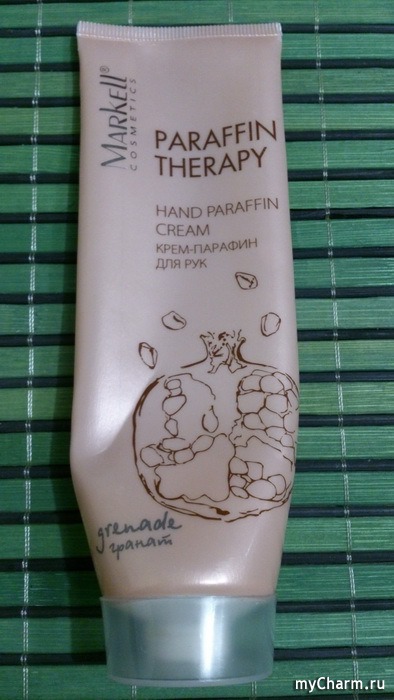 Markell®
COSMETICS
PARAFFIN
THERAPY
HAND PARAFFIN
CREAM
КРЕМ-ПАРАФИН
ДЛЯ РУК
grenade
гранат
myCharm.ru